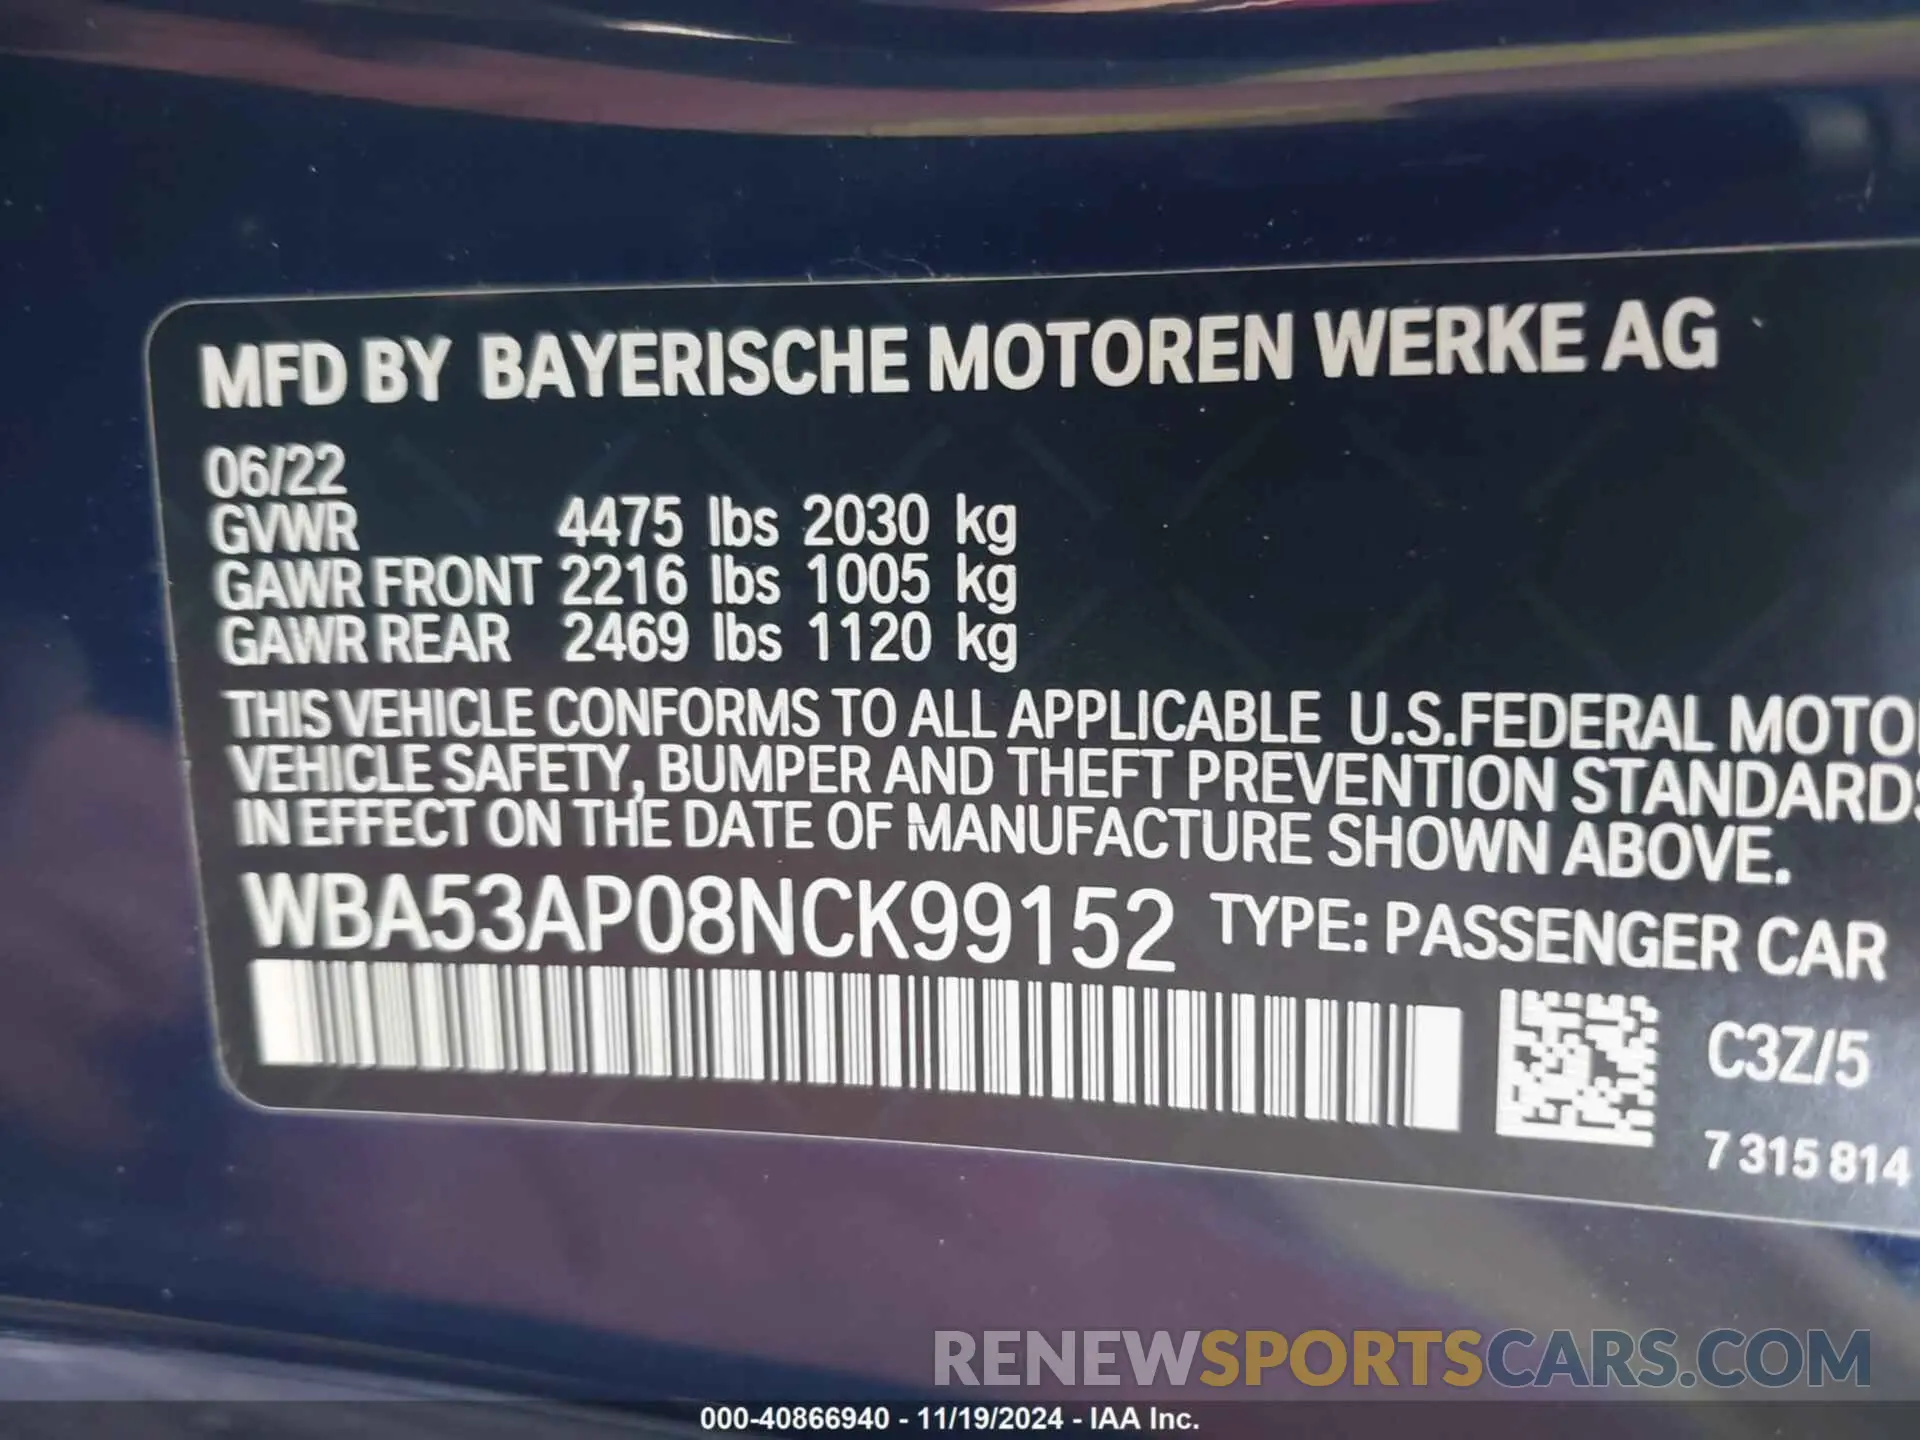 MFD BY BAYERISCHE MOTOREN WERKE AG
06/22
GVWR 4475 lbs 2030 kg
GAWR FRONT 2216 lbs 1005 kg
GAWR REAR 2469 lbs 1120 kg
THIS VEHICLE CONFORMS TO ALL APPLICABLE U.S.FEDERAL MOTO
VEHICLE SAFETY, BUMPER AND THEFT PREVENTION STANDARDS
IN EFFECT ON THE DATE OF MANUFACTURE SHOWN ABOVE.
WBA53AP08NCK99152 TYPE: PASSENGER CAR
C3Z/5
7 315 814
RENEWSPORTSCARS.COM
000-40866940 - 11/19/2024 - IAA Inc.